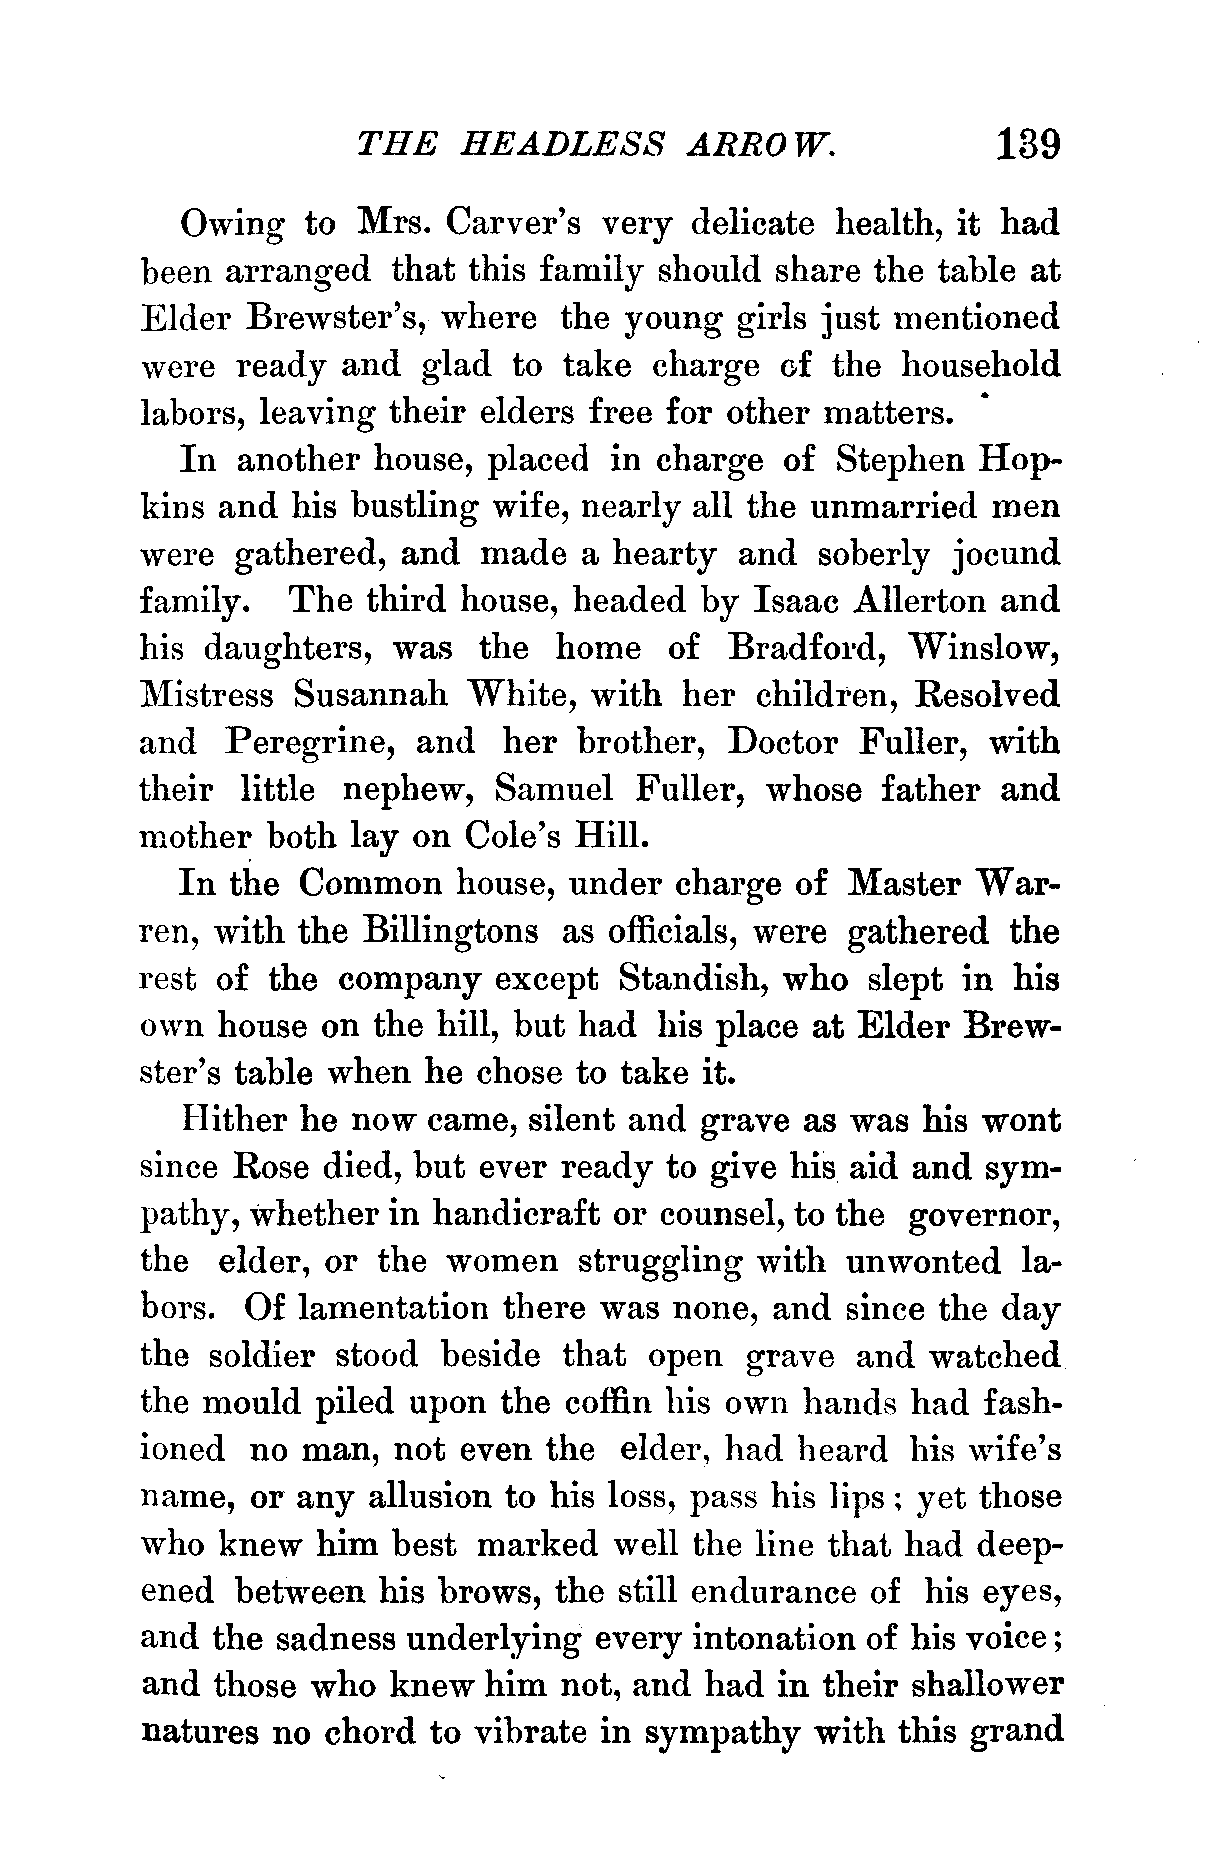 THE HEADLESS ARROW. 139
Owing to Mrs. Carver's very delicate health, it had
been arranged that this family should share the table at
Elder Brewster's, where the young girls just mentioned
were ready and glad to take charge of the household
labors, leaving their elders free for other matters.
In another house, placed in charge of Stephen Hop-
kins and his bustling wife, nearly all the unmarried men
were gathered, and made a hearty and soberly jocund
family. The third house, headed by Isaac Allerton and
his daughters, was the home of Bradford, Winslow,
Mistress Susannah White, with her children, Resolved
and Peregrine, and her brother, Doctor Fuller, with
their little nephew, Samuel Fuller, whose father and
mother both lay on Cole's Hill.
In the Common house, under charge of Master War-
ren, with the Billingtons as officials, were gathered the
rest of the company except Standish, who slept in his
own house on the hill, but had his place at Elder Brew-
ster's table when he chose to take it.
Hither he now came, silent and grave as was his wont
since Rose died, but ever ready to give his aid and sym-
pathy, whether in handicraft or counsel, to the governor,
the elder, or the women struggling with unwonted la-
bors. Of lamentation there was none, and since the day
the soldier stood beside that open grave and watched
the mould piled upon the coffin his own hands had fash-
ioned no man, not even the elder, had heard his wife's
name, or any allusion to his loss, pass his lips; yet those
who knew him best marked well the line that had deep-
ened between his brows, the still endurance of his eyes,
and the sadness underlying every intonation of his voice;
and those who knew him not, and had in their shallower
natures no chord to vibrate in sympathy with this grand